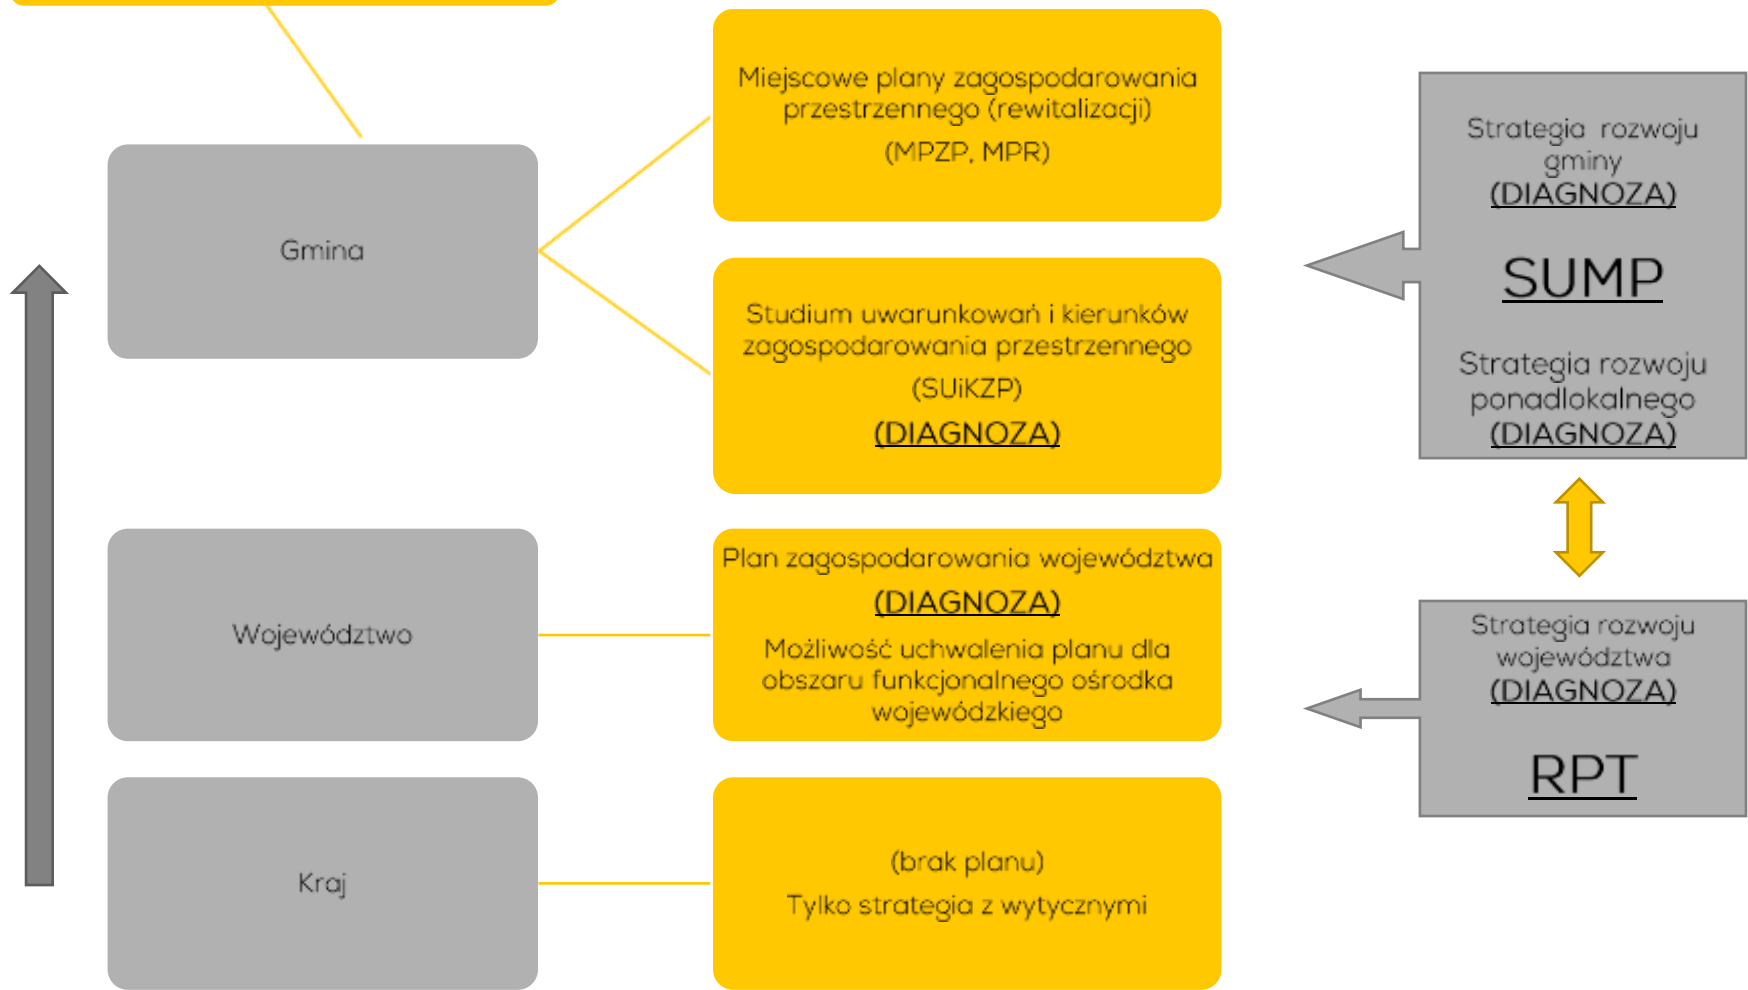 Miejscowe plany zagospodarowania
przestrzennego (rewitalizacji)
(MPZP, MPR)
Gmina
Studium uwarunkowań i kierunków
zagospodarowania przestrzennego
(SUiKZP)
(DIAGNOZA)
Strategia rozwoju
gminy
(DIAGNOZA)
SUMP
Strategia rozwoju
ponadlokalnego
(DIAGNOZA)
Województwo
Plan zagospodarowania województwa
(DIAGNOZA)
Możliwość uchwalenia planu dla
obszaru funkcjonalnego ośrodka
wojewódzkiego
Strategia rozwoju
województwa
(DIAGNOZA)
RPT
Kraj
(brak planu)
Tylko strategia z wytycznymi